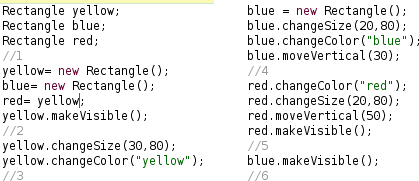 Rectangle yellow;
Rectangle blue;
Rectangle red;
//1
yellow= new Rectangle();
blue= new Rectangle();
red= yellow;
yellow.makeVisible();
//2
yellow.changeSize(30,80);
yellow.changeColor("yellow");
//3
blue = new Rectangle();
blue.changeSize(20,80);
blue.changeColor("blue");
blue.moveVertical(30);
//4
red.changeColor("red");
red.changeSize(20,80);
red.moveVertical(50);
red.makeVisible();
//5
blue.makeVisible();
//6